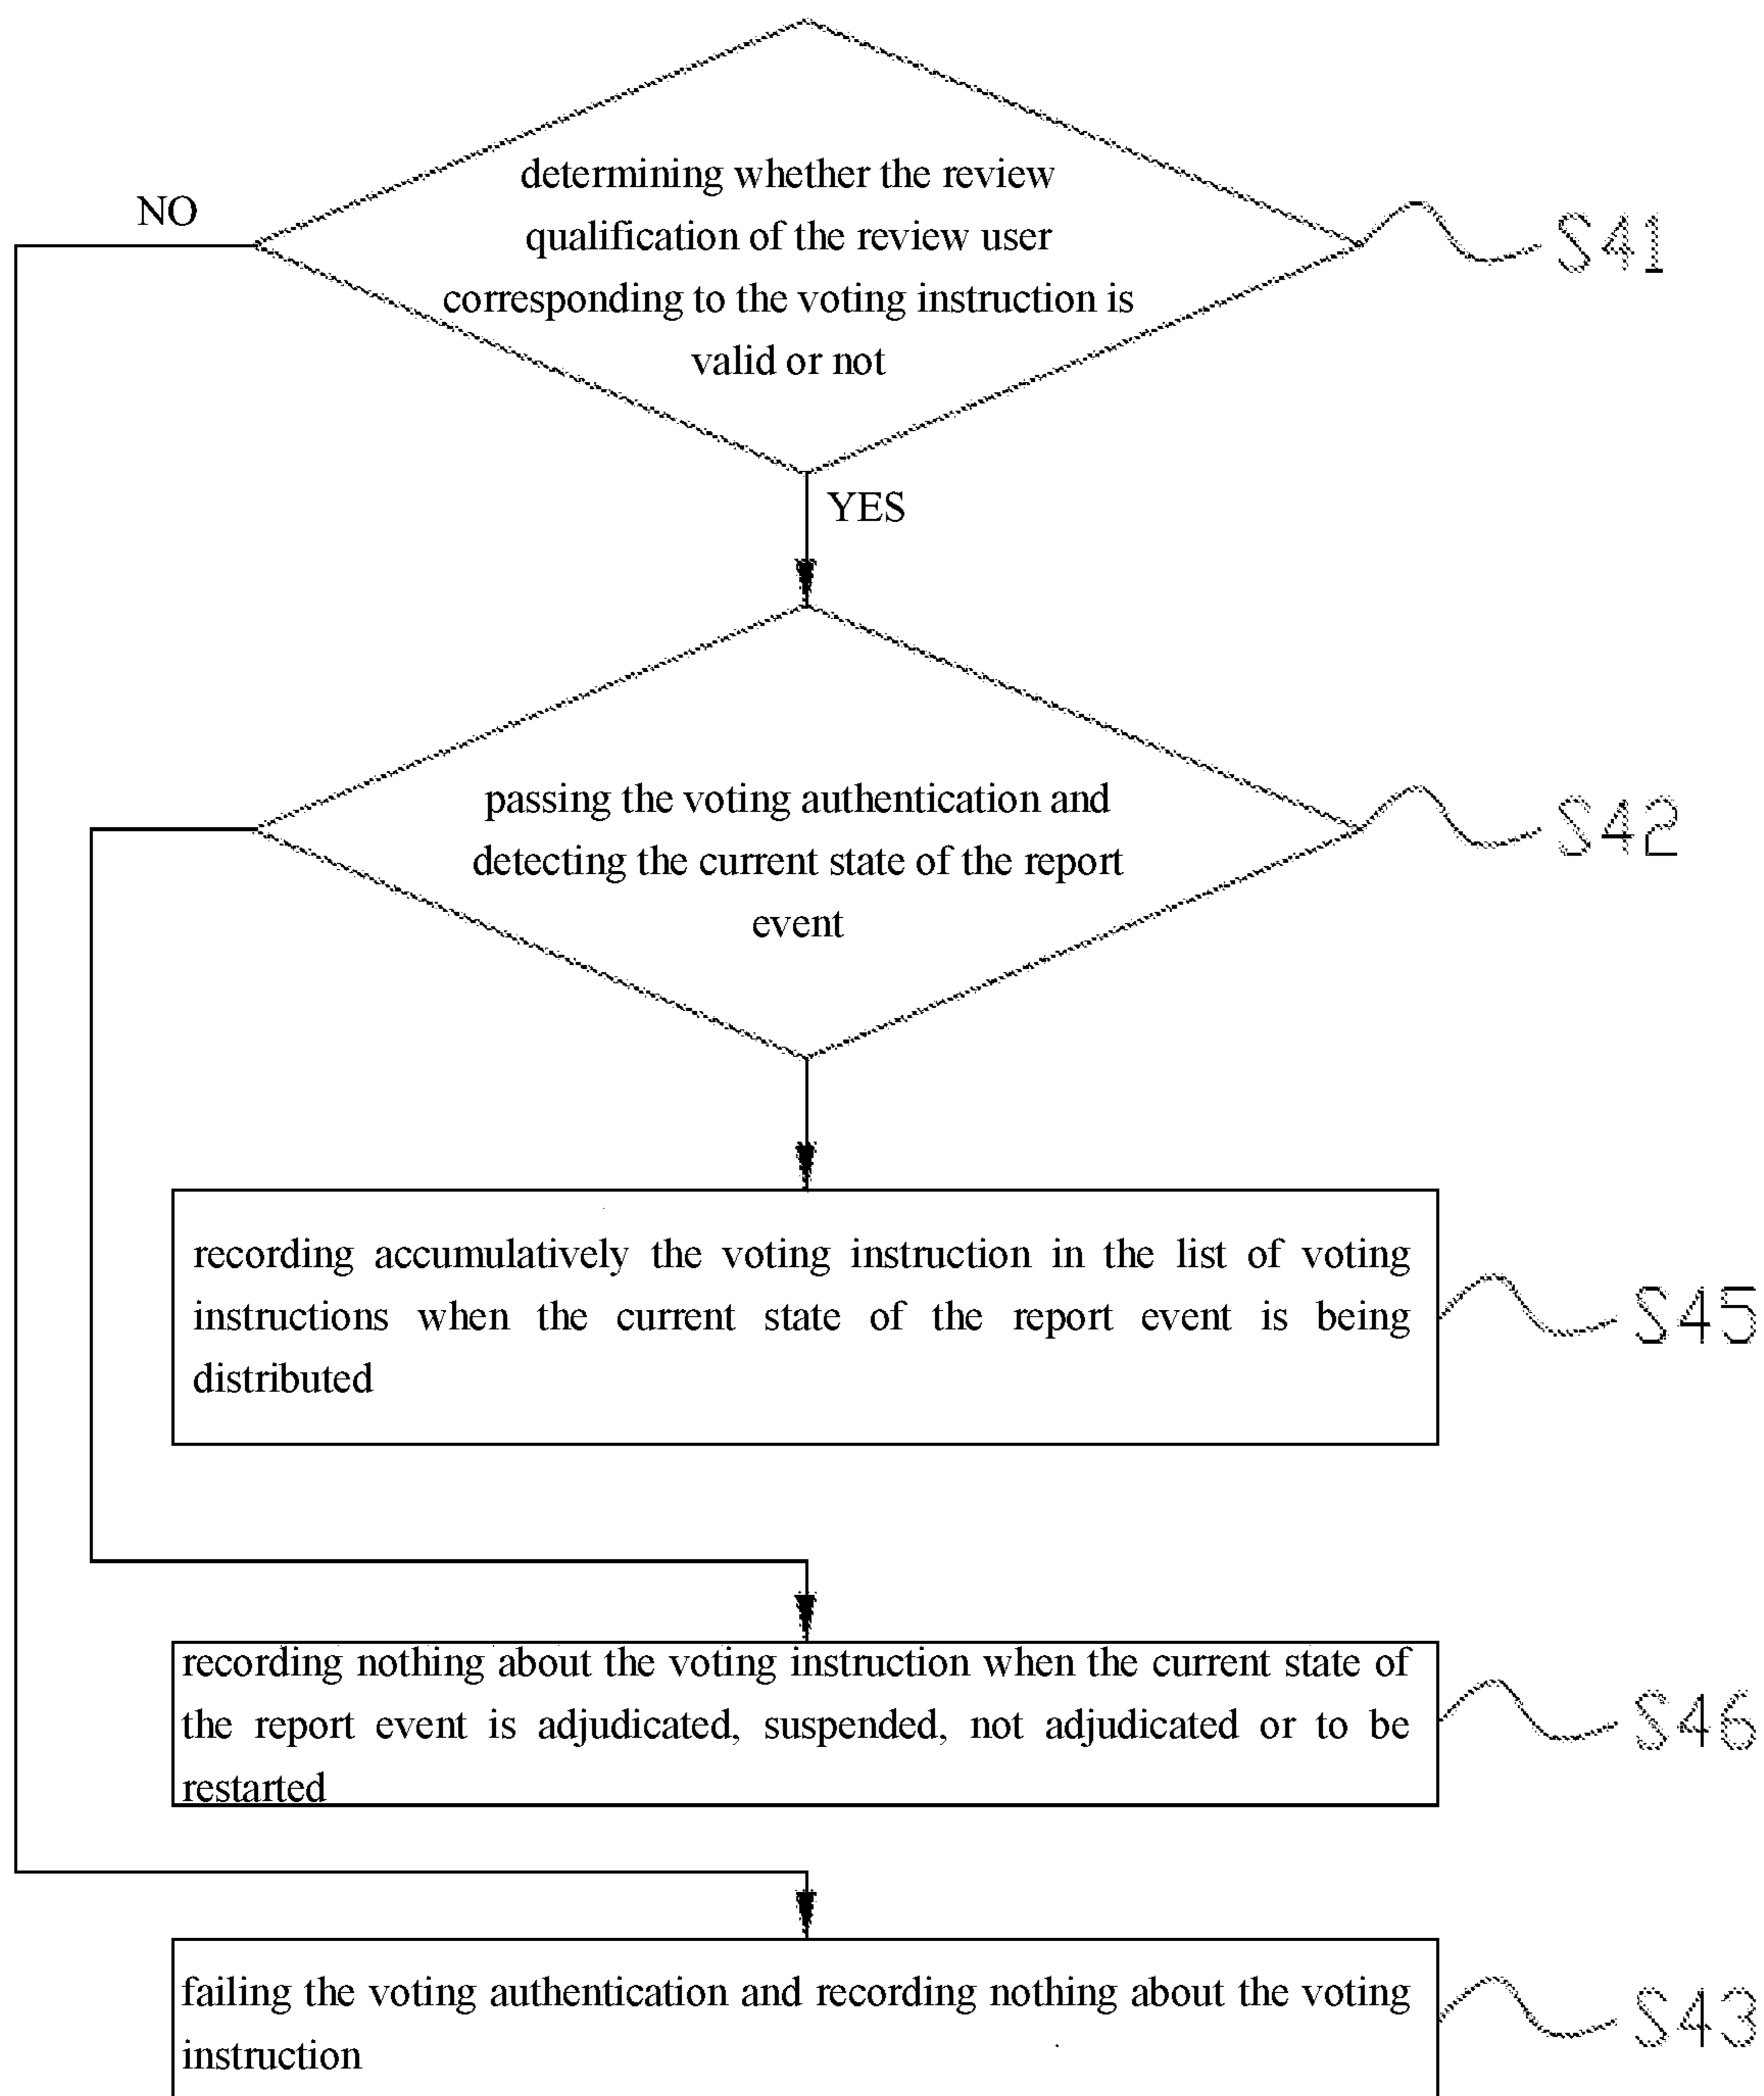 determining whether the review
qualification of the review user
corresponding to the voting instruction is
valid or not
NO
S41
YES
passing the voting authentication and
detecting the current state of the report
event
S42
recording accumulatively the voting instruction in the list of voting
instructions when the current state of the report event is being
distributed
S45
recording nothing about the voting instruction when the current state of
the report event is adjudicated, suspended, not adjudicated or to be
restarted
S46
failing the voting authentication and recording nothing about the voting
instruction
S43